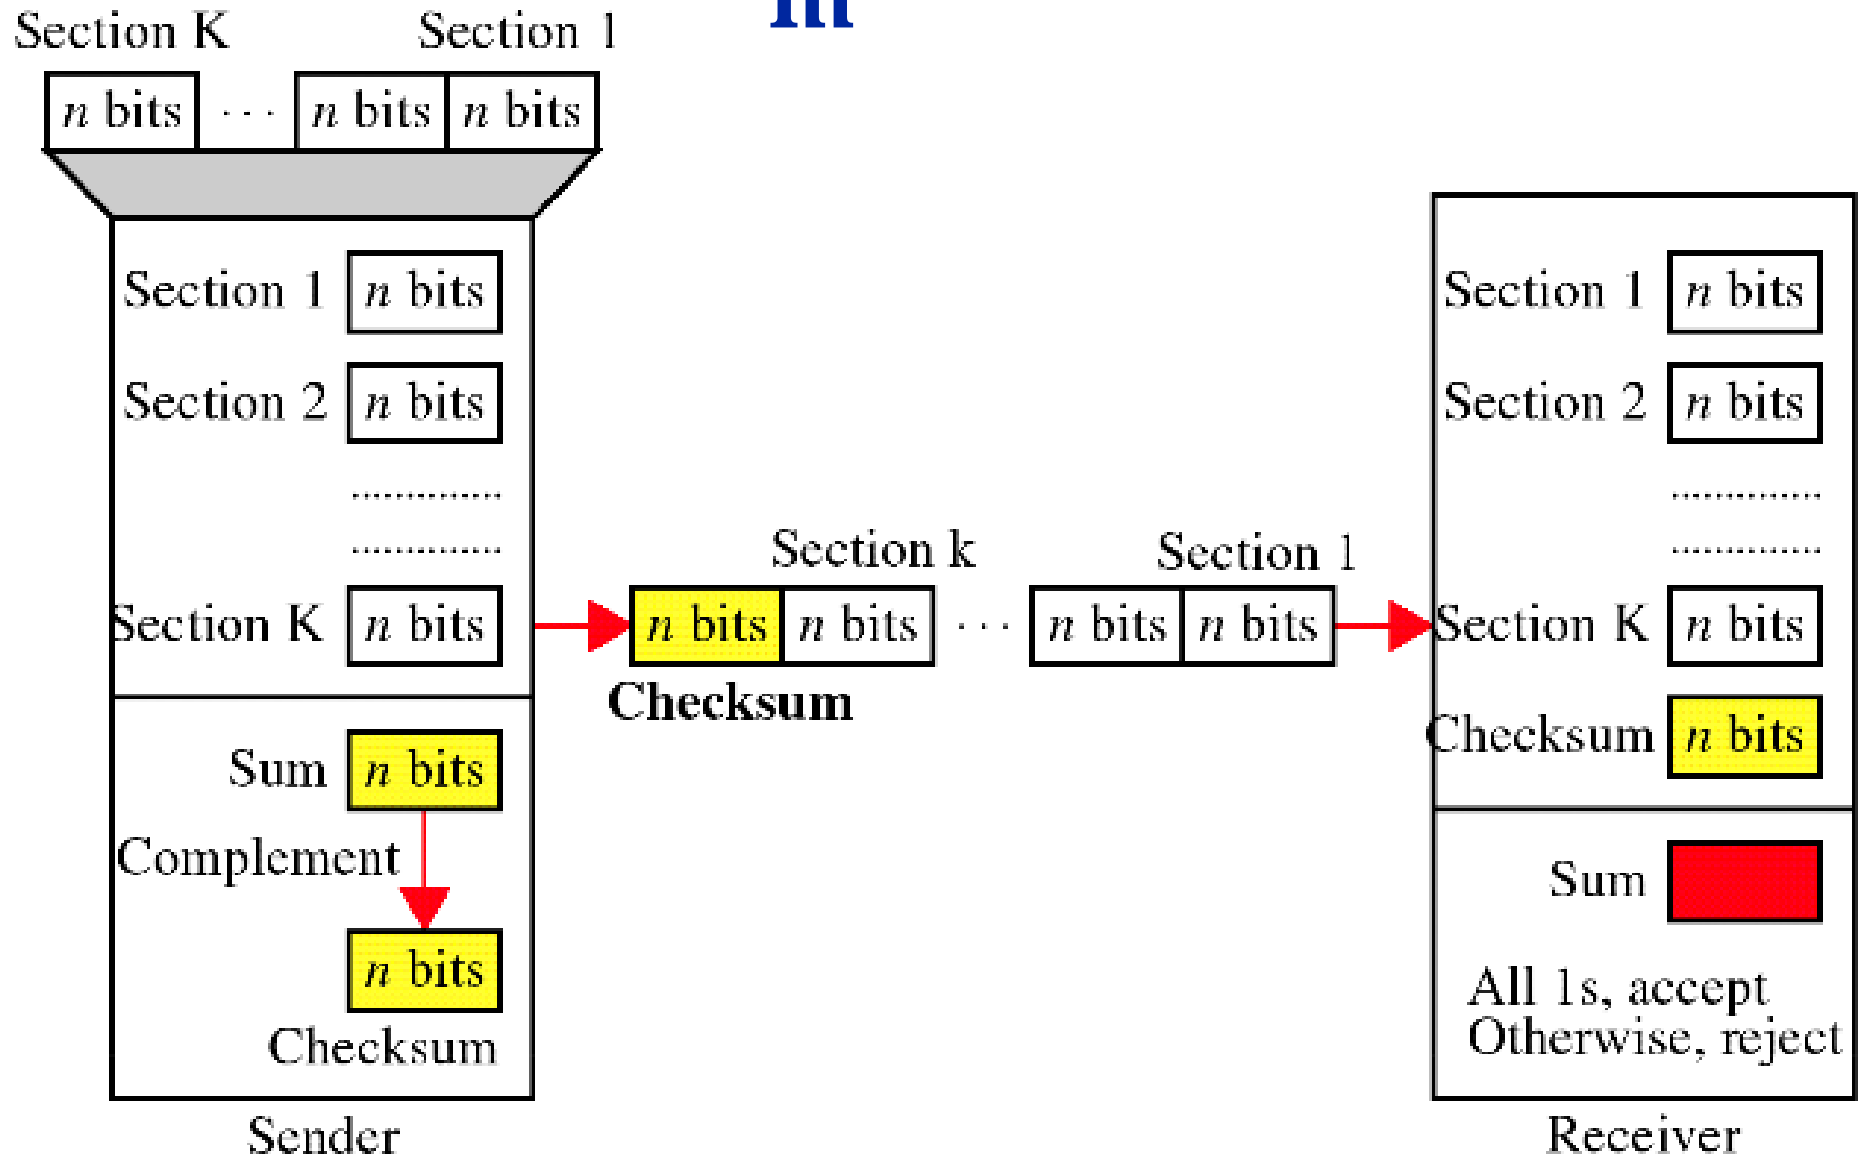 Section K Section 1
n bits ... n bits n bits
Section 1 n bits
Section 2 n bits
Section K n bits
Sum n bits
Complement
n bits
Checksum
Sender
Section k Section 1
n bits n bits ... n bits n bits
Checksum
Section 1 n bits
Section 2 n bits
Section K n bits
Checksum n bits
Sum
All 1s, accept
Otherwise, reject
Receiver